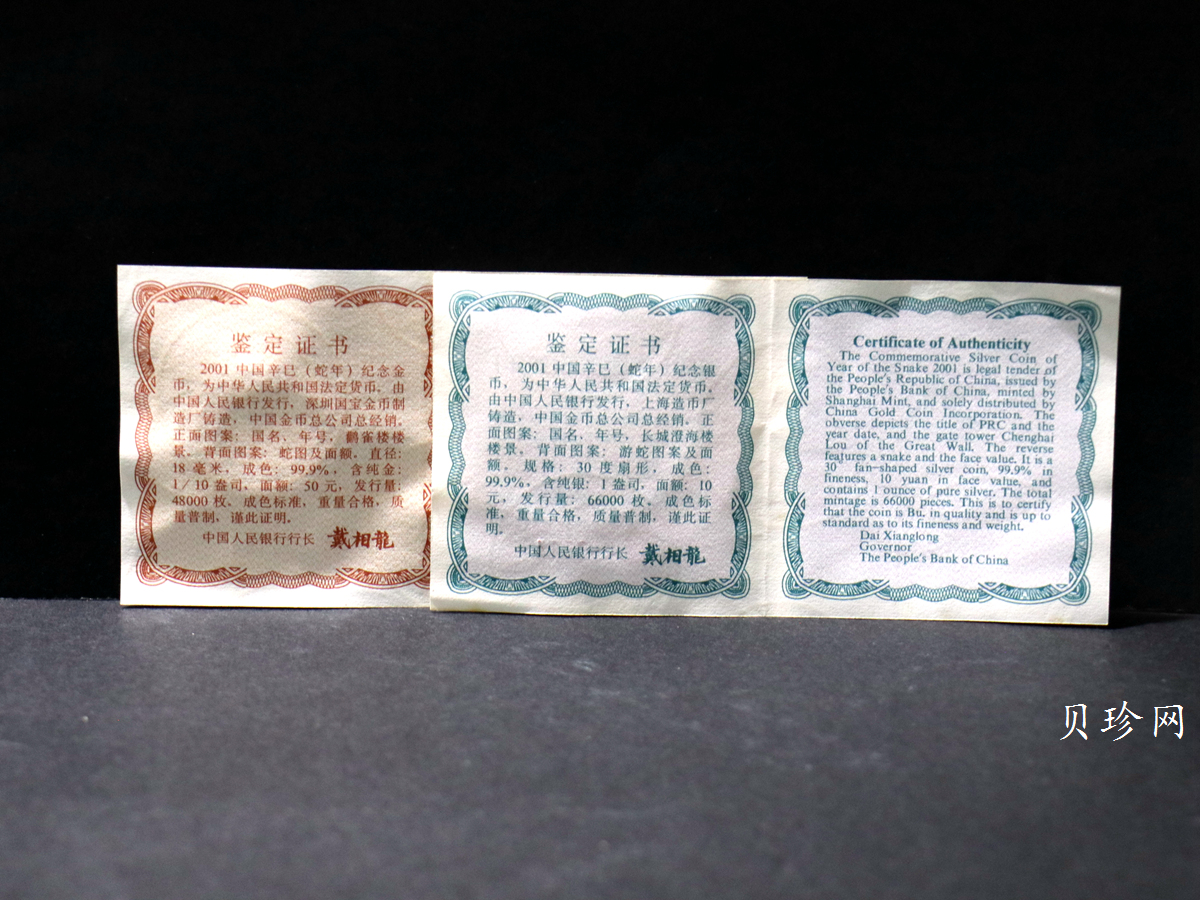 鉴定证书
2001 中国辛巳（蛇年）纪念金
币，为中华人民共和国法定货币。由
中国人民银行发行，深圳国宝金币制
造厂铸造，中国金币总公司总经销。
正面图案：国名、年号，鹳雀楼楼
景。背面图案：蛇图及面额。直径：
18 毫米，成色：99.9%，含纯金：
1／10 盎司，面额：50 元，发行量：
48000 枚。成色标准，重量合格，质
量普制，谨此证明。
中国人民银行行长 戴相龍
鉴定证书
2001 中国辛巳（蛇年）纪念银
币，为中华人民共和国法定货币。
由中国人民银行发行，上海造币厂
铸造，中国金币总公司总经销。正
面图案：国名、年号，长城澄海楼
楼景，背面图案：游蛇图案及面
额。规格：30 度扇形，成色：
99.9%，含纯银：1 盎司，面额：10
元，发行量：66000 枚。成色标
准，重量合格，质量普制，谨此证
明。
中国人民银行行长 戴相龍
Certificate of Authenticity
The Commemorative Silver Coin of
Year of the Snake 2001 is legal tender of
the People's Republic of China, issued by
the People's Bank of China, minted by
Shanghai Mint, and solely distributed by
China Gold Coin Incorporation. The
obverse depicts the title of PRC and the
year date, and the gate tower Chenghai
Lou of the Great Wall. The reverse
features a snake and the face value. It is a
30° fan-shaped silver coin, 99.9% in
fineness, 10 yuan in face value, and
contains 1 ounce of pure silver. The total
mintage is 66000 pieces. This is to certify
that the coin is Bu. in quality and is up to
standard as to its fineness and weight.
Dai Xianglong
Governor
The People's Bank of China
贝珍网